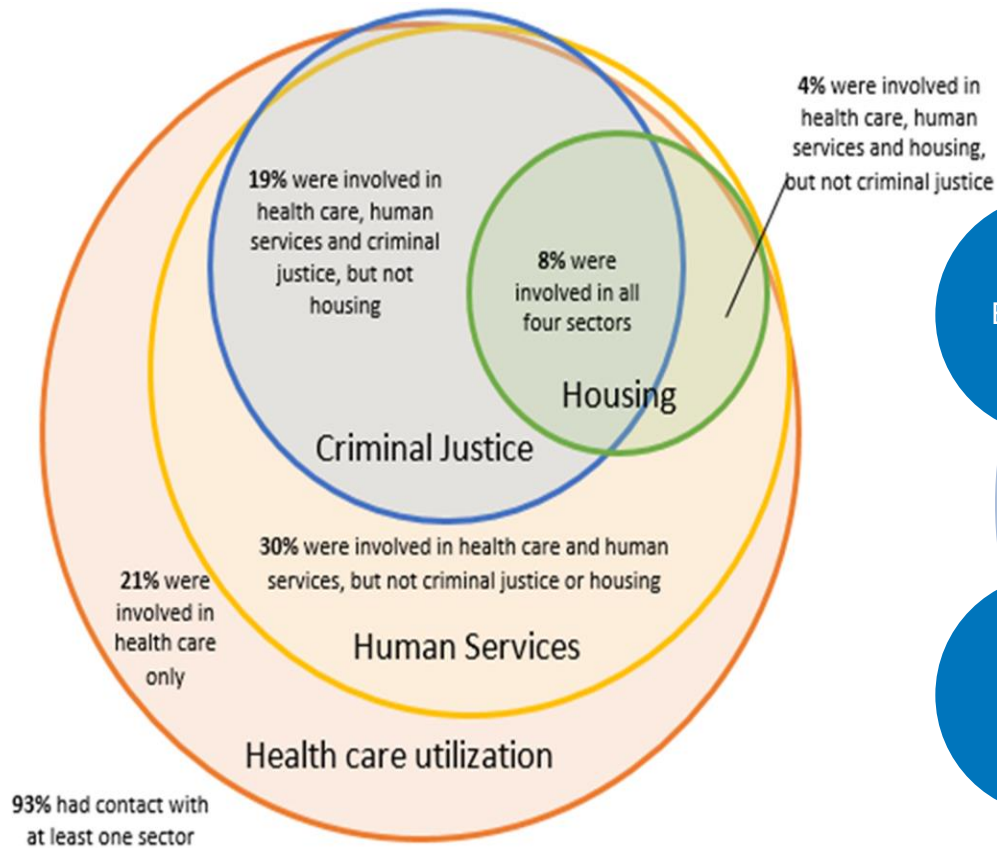 4% were involved in
health care, human
services and housing,
but not criminal justice
19% were involved in
health care, human
services and criminal
justice, but not
housing
8% were
involved in all
four sectors
Housing
Criminal Justice
30% were involved in health care and human
services, but not criminal justice or housing
21% were
involved in
health care
only
Human Services
Health care utilization
93% had contact with
at least one sector